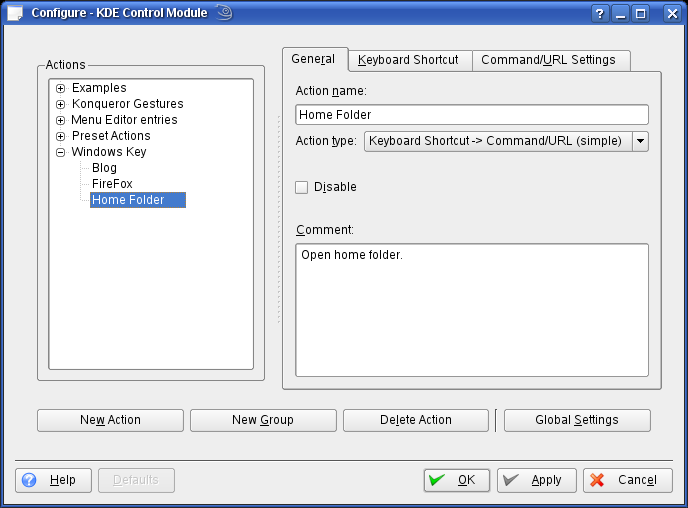 Configure - KDE Control Module
?
Actions
Examples
Konqueror Gestures
Menu Editor entries
Preset Actions
Windows Key
Blog
FireFox
Home Folder
General
Keyboard Shortcut
Command/URL Settings
Action name:
Home Folder
Action type:
Keyboard Shortcut -> Command/URL (simple)
Disable
Comment:
Open home folder.
New Action
New Group
Delete Action
Global Settings
? Help
Defaults
OK
Apply
Cancel